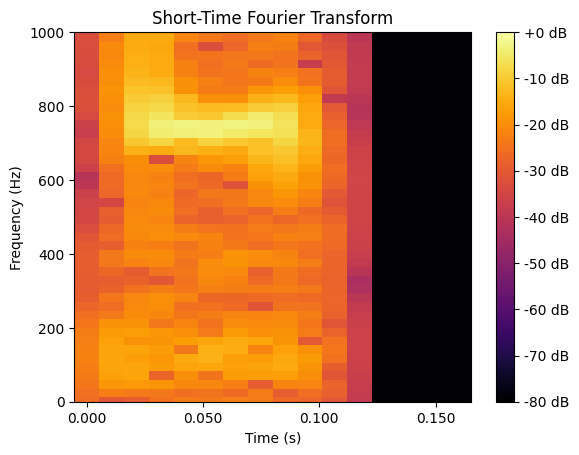 Short-Time Fourier Transform
Frequency (Hz)
1000
800
600
400
200
0
0.000
0.050
0.100
0.150
Time (s)
+0 dB
-10 dB
-20 dB
-30 dB
-40 dB
-50 dB
-60 dB
-70 dB
-80 dB